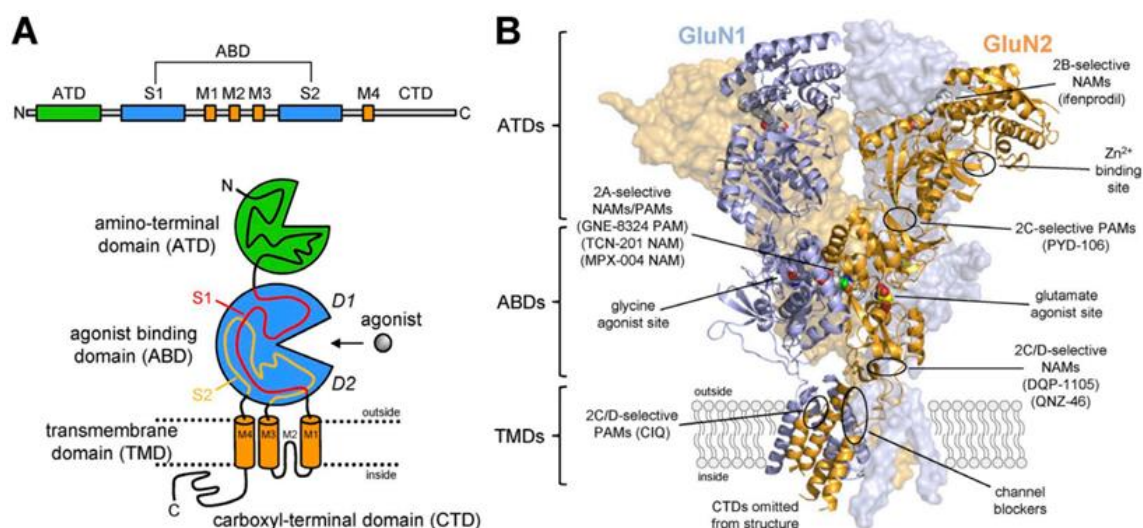 A
ABD
ATD S1 M1 M2 M3 S2 M4 CTD
N C
N
amino-terminal
domain (ATD)
S1 D1
agonist binding
domain (ABD)
agonist
S2 D2
transmembrane
domain (TMD)
M4 M3 M2 M1
outside
inside
C
carboxyl-terminal domain (CTD)
B
GluN1
GluN2
ATDs
ABDs
TMDs
2B-selective
NAMs
(ifenprodil)
Zn2+
binding
site
2A-selective
NAMs/PAMs
(GNE-8324 PAM)
(TCN-201 NAM)
(MPX-004 NAM)
2C-selective PAMs
(PYD-106)
glycine
agonist site
glutamate
agonist site
2C/D-selective
NAMs
(DQP-1105)
(QNZ-46)
outside
2C/D-selective
PAMs (CIQ)
inside
CTDs omitted
from structure
channel
blockers